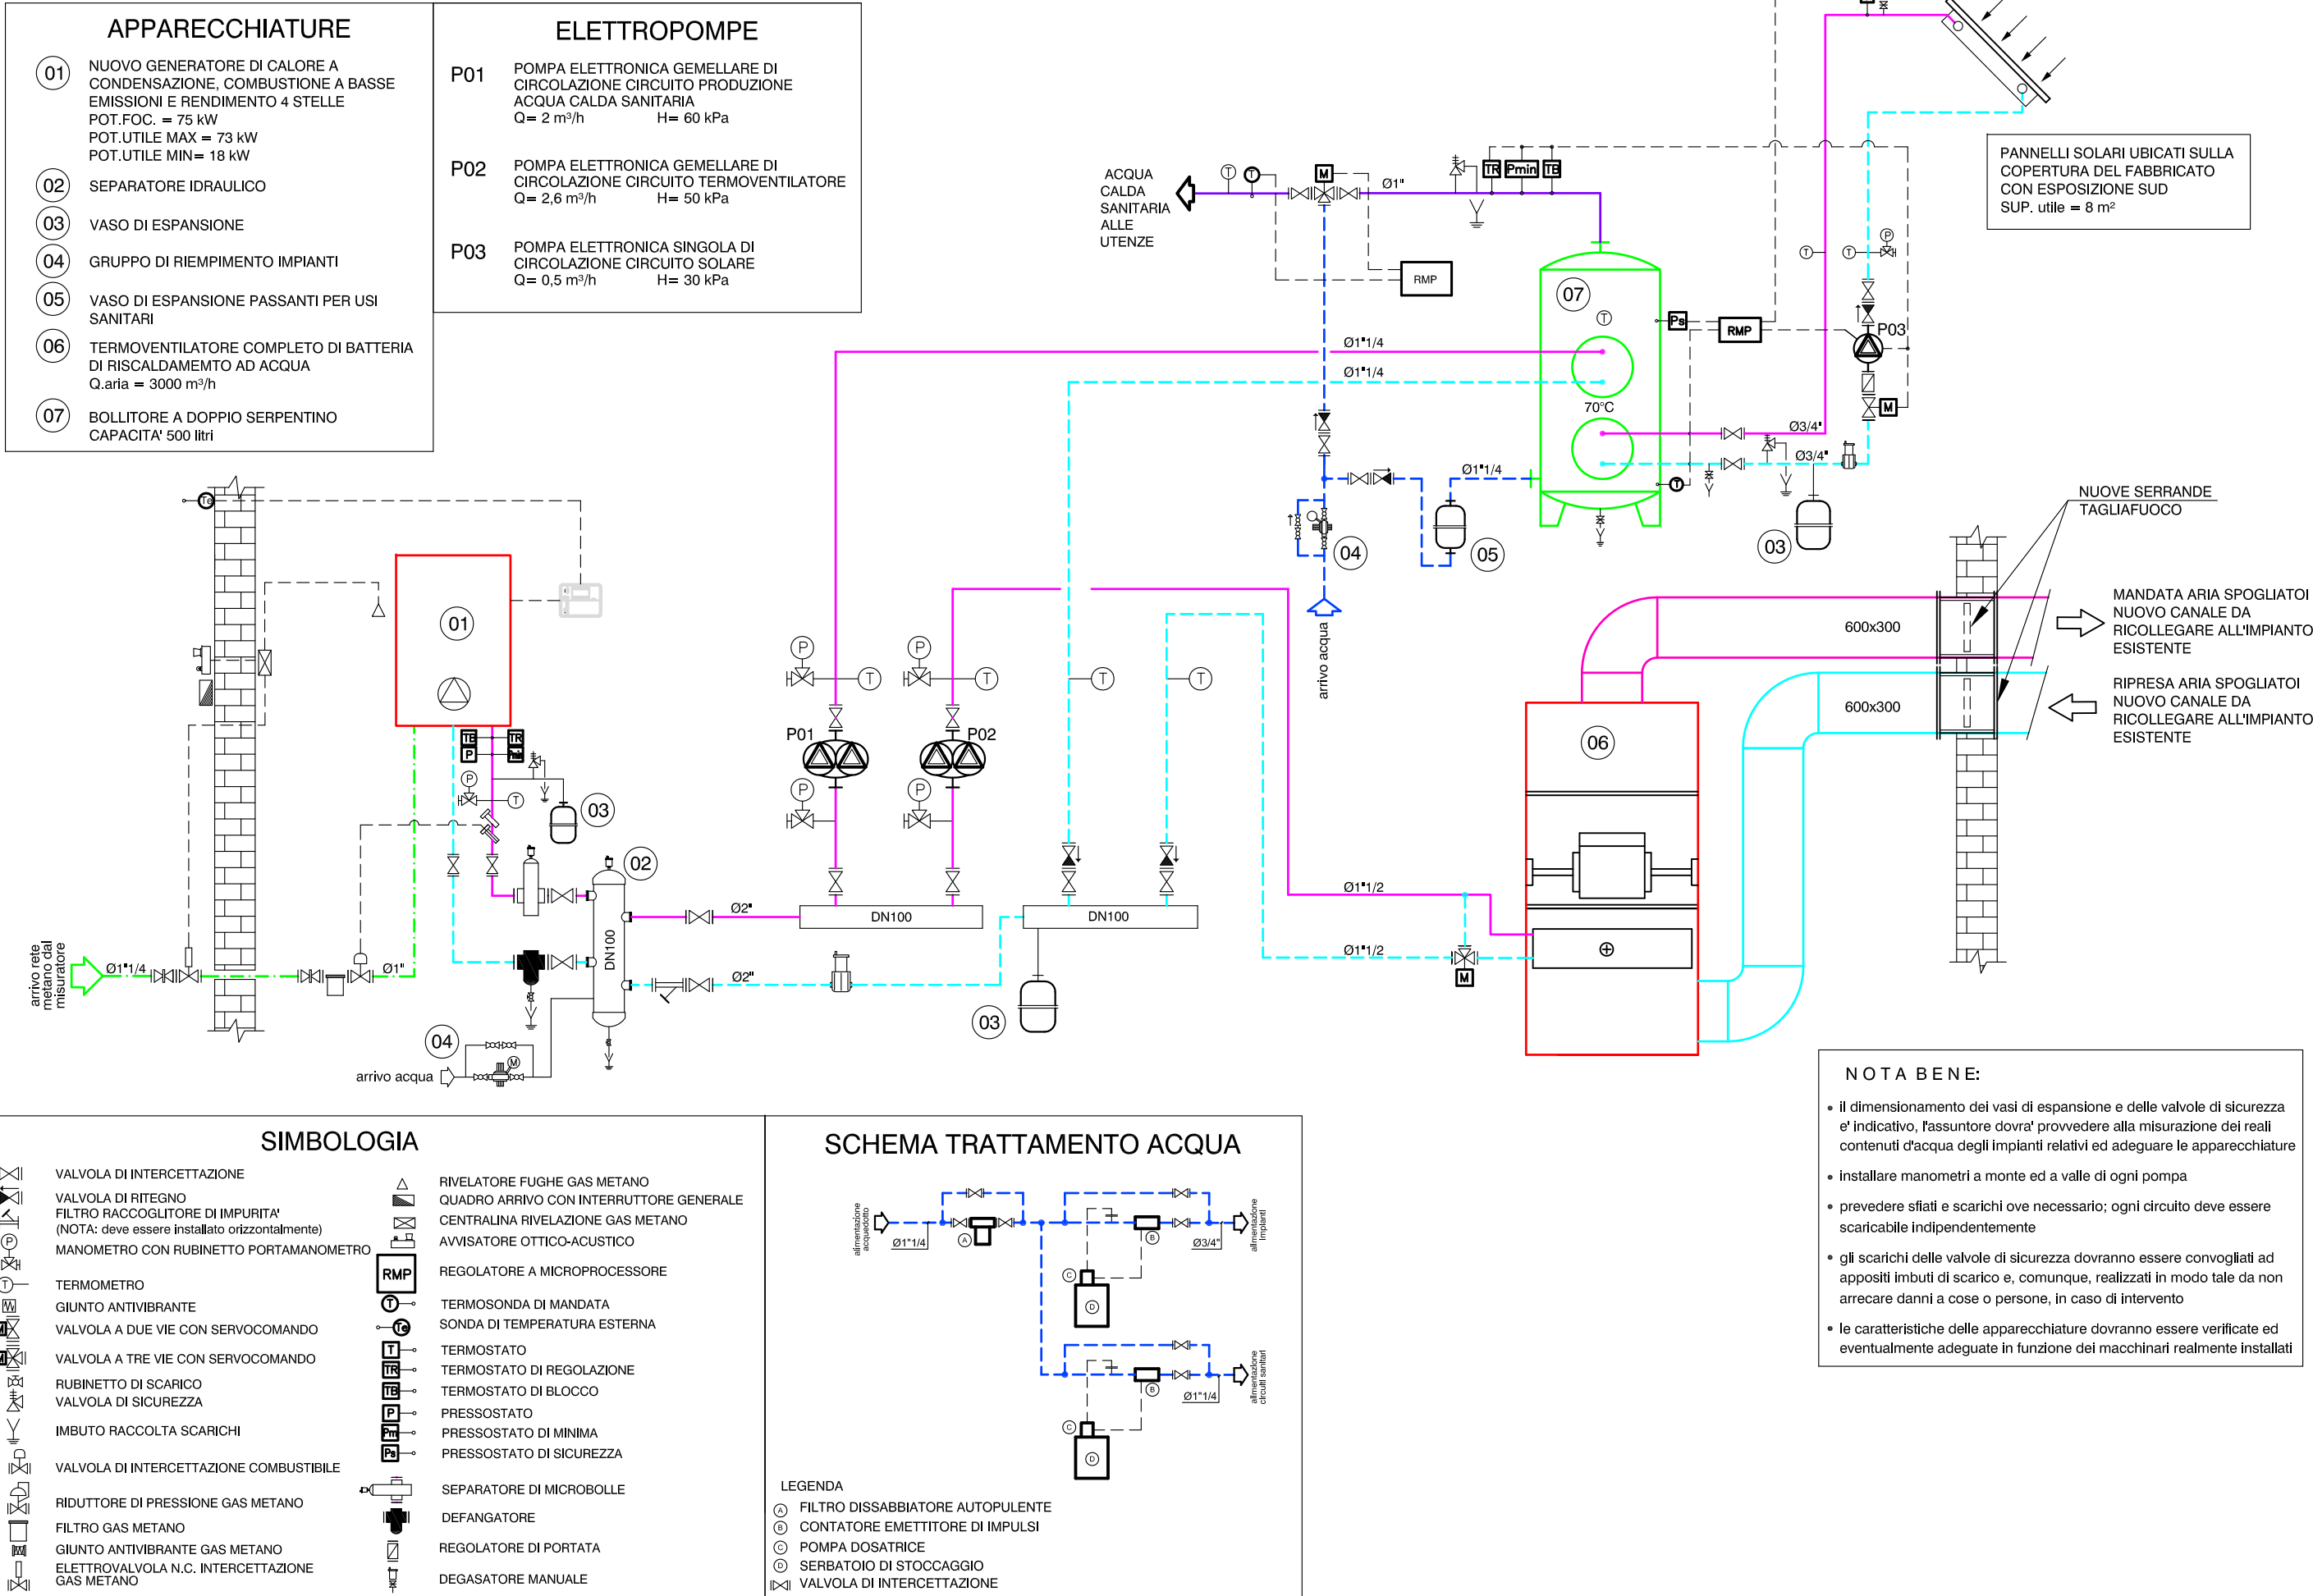 APPARECCHIATURE
01
NUOVO GENERATORE DI CALORE A
CONDENSAZIONE, COMBUSTIONE A BASSE
EMISSIONI E RENDIMENTO 4 STELLE
POT.FOC. = 75 kW
POT.UTILE MAX = 73 kW
POT.UTILE MIN= 18 kW
02
SEPARATORE IDRAULICO
03
VASO DI ESPANSIONE
04
GRUPPO DI RIEMPIMENTO IMPIANTI
05
VASO DI ESPANSIONE PASSANTI PER USI
SANITARI
06
TERMOVENTILATORE COMPLETO DI BATTERIA
DI RISCALDAMEMTO AD ACQUA
Q.aria = 3000 m³/h
07
BOLLITORE A DOPPIO SERPENTINO
CAPACITA' 500 litri
ELETTROPOMPE
P01
POMPA ELETTRONICA GEMELLARE DI
CIRCOLAZIONE CIRCUITO PRODUZIONE
ACQUA CALDA SANITARIA
Q= 2 m³/h H= 60 kPa
P02
POMPA ELETTRONICA GEMELLARE DI
CIRCOLAZIONE CIRCUITO TERMOVENTILATORE
Q= 2,6 m³/h H= 50 kPa
P03
POMPA ELETTRONICA SINGOLA DI
CIRCOLAZIONE CIRCUITO SOLARE
Q= 0,5 m³/h H= 30 kPa
ACQUA
CALDA
SANITARIA
ALLE
UTENZE
T
T
M
Ø1"
TR
Pmin
TB
RMP
07
T
Ps
RMP
70°C
T
Ø1"1/4
Ø1"1/4
Ø1"1/4
Ø3/4"
Ø3/4"
T
T
P
P03
M
03
04
05
arrivo acqua
PANNELLI SOLARI UBICATI SULLA
COPERTURA DEL FABBRICATO
CON ESPOSIZIONE SUD
SUP. utile = 8 m²
NUOVE SERRANDE
TAGLIAFUOCO
600x300
MANDATA ARIA SPOGLIATOI
NUOVO CANALE DA
RICOLLEGARE ALL'IMPIANTO
ESISTENTE
600x300
RIPRESA ARIA SPOGLIATOI
NUOVO CANALE DA
RICOLLEGARE ALL'IMPIANTO
ESISTENTE
06
Te
01
TB
TR
P
P
T
03
02
DN100
P
T
P
T
T
T
P01
P02
P
P
Ø2"
DN100
DN100
Ø2"
03
Ø1"1/2
Ø1"1/2
M
arrivo rete
metano dal
misuratore
Ø1"1/4
Ø1"
04
M
arrivo acqua
SIMBOLOGIA
VALVOLA DI INTERCETTAZIONE
VALVOLA DI RITEGNO
FILTRO RACCOGLITORE DI IMPURITA'
(NOTA: deve essere installato orizzontalmente)
P
MANOMETRO CON RUBINETTO PORTAMANOMETRO
T
TERMOMETRO
GIUNTO ANTIVIBRANTE
M
VALVOLA A DUE VIE CON SERVOCOMANDO
M
VALVOLA A TRE VIE CON SERVOCOMANDO
RUBINETTO DI SCARICO
VALVOLA DI SICUREZZA
IMBUTO RACCOLTA SCARICHI
VALVOLA DI INTERCETTAZIONE COMBUSTIBILE
RIDUTTORE DI PRESSIONE GAS METANO
FILTRO GAS METANO
GIUNTO ANTIVIBRANTE GAS METANO
ELETTROVALVOLA N.C. INTERCETTAZIONE
GAS METANO
RIVELATORE FUGHE GAS METANO
QUADRO ARRIVO CON INTERRUTTORE GENERALE
CENTRALINA RIVELAZIONE GAS METANO
AVVISATORE OTTICO-ACUSTICO
RMP
REGOLATORE A MICROPROCESSORE
T
TERMOSONDA DI MANDATA
Te
SONDA DI TEMPERATURA ESTERNA
T
TERMOSTATO
TR
TERMOSTATO DI REGOLAZIONE
TB
TERMOSTATO DI BLOCCO
P
PRESSOSTATO
Pm
PRESSOSTATO DI MINIMA
Ps
PRESSOSTATO DI SICUREZZA
SEPARATORE DI MICROBOLLE
DEFANGATORE
REGOLATORE DI PORTATA
DEGASATORE MANUALE
SCHEMA TRATTAMENTO ACQUA
alimentazione
acquedotto
Ø1"1/4
A
B
Ø3/4"
alimentazione
Impianti
C
D
B
Ø1"1/4
alimentazione
circuiti sanitari
C
D
LEGENDA
A FILTRO DISSABBIATORE AUTOPULENTE
B CONTATORE EMETTITORE DI IMPULSI
C POMPA DOSATRICE
D SERBATOIO DI STOCCAGGIO
VALVOLA DI INTERCETTAZIONE
NOTA BENE:
• il dimensionamento dei vasi di espansione e delle valvole di sicurezza
e' indicativo, l'assuntore dovra' provvedere alla misurazione dei reali
contenuti d'acqua degli impianti relativi ed adeguare le apparecchiature
• installare manometri a monte ed a valle di ogni pompa
• prevedere sfiati e scarichi ove necessario; ogni circuito deve essere
scaricabile indipendentemente
• gli scarichi delle valvole di sicurezza dovranno essere convogliati ad
appositi imbuti di scarico e, comunque, realizzati in modo tale da non
arrecare danni a cose o persone, in caso di intervento
• le caratteristiche delle apparecchiature dovranno essere verificate ed
eventualmente adeguate in funzione dei macchinari realmente installati